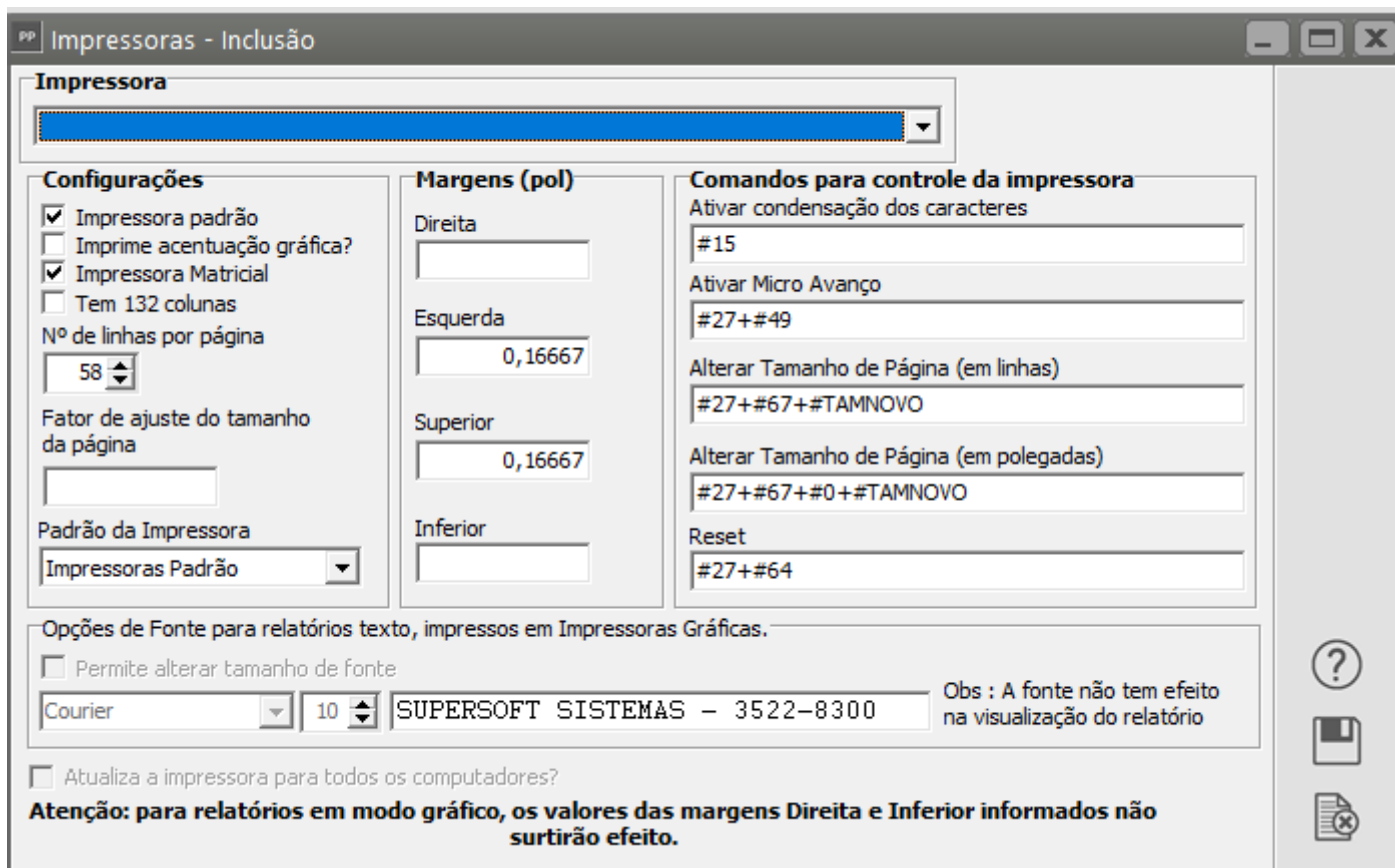 PP Impressoras - Inclusão
Impressora
Configurações
Impressora padrão
Imprime acentuação gráfica?
Impressora Matricial
Tem 132 colunas
Nº de linhas por página
58
Fator de ajuste do tamanho
da página
Padrão da Impressora
Impressoras Padrão
Margens (pol)
Direita
Esquerda
0,16667
Superior
0,16667
Inferior
Comandos para controle da impressora
Ativar condensação dos caracteres
#15
Ativar Micro Avanço
#27+#49
Alterar Tamanho de Página (em linhas)
#27+#67+#TAMNOVO
Alterar Tamanho de Página (em polegadas)
#27+#67+#0+#TAMNOVO
Reset
#27+#64
Opções de Fonte para relatórios texto, impressos em Impressoras Gráficas.
Permite alterar tamanho de fonte
Courier 10 SUPERSOFT SISTEMAS - 3522-8300
Obs : A fonte não tem efeito
na visualização do relatório
Atualiza a impressora para todos os computadores?
Atenção: para relatórios em modo gráfico, os valores das margens Direita e Inferior informados não
surtirão efeito.